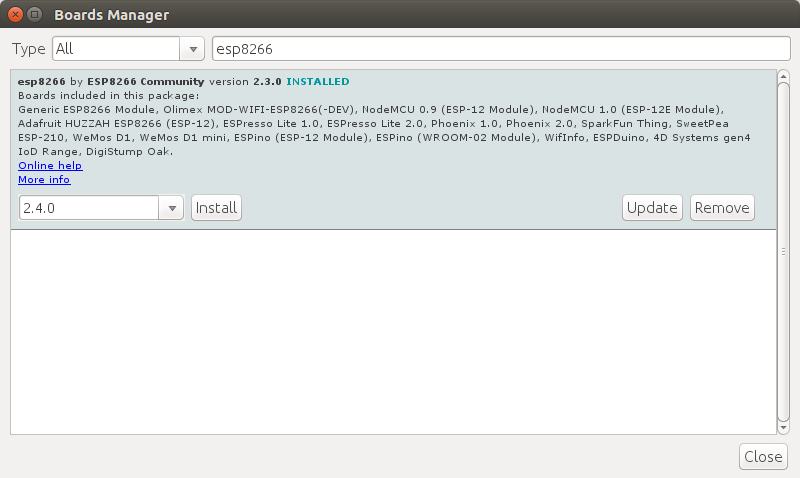 Boards Manager
Type All esp8266
esp8266 by ESP8266 Community version 2.3.0 INSTALLED
Boards included in this package:
Generic ESP8266 Module, Olimex MOD-WIFI-ESP8266(-DEV), NodeMCU 0.9 (ESP-12 Module), NodeMCU 1.0 (ESP-12E Module),
Adafruit HUZZAH ESP8266 (ESP-12), ESPresso Lite 1.0, ESPresso Lite 2.0, Phoenix 1.0, Phoenix 2.0, SparkFun Thing, SweetPea
ESP-210, WeMos D1, WeMos D1 mini, ESPino (ESP-12 Module), ESPino (WROOM-02 Module), WifInfo, ESPDuino, 4D Systems gen4
IoD Range, DigiStump Oak.
Online help
More info
2.4.0 Install Update Remove
Close